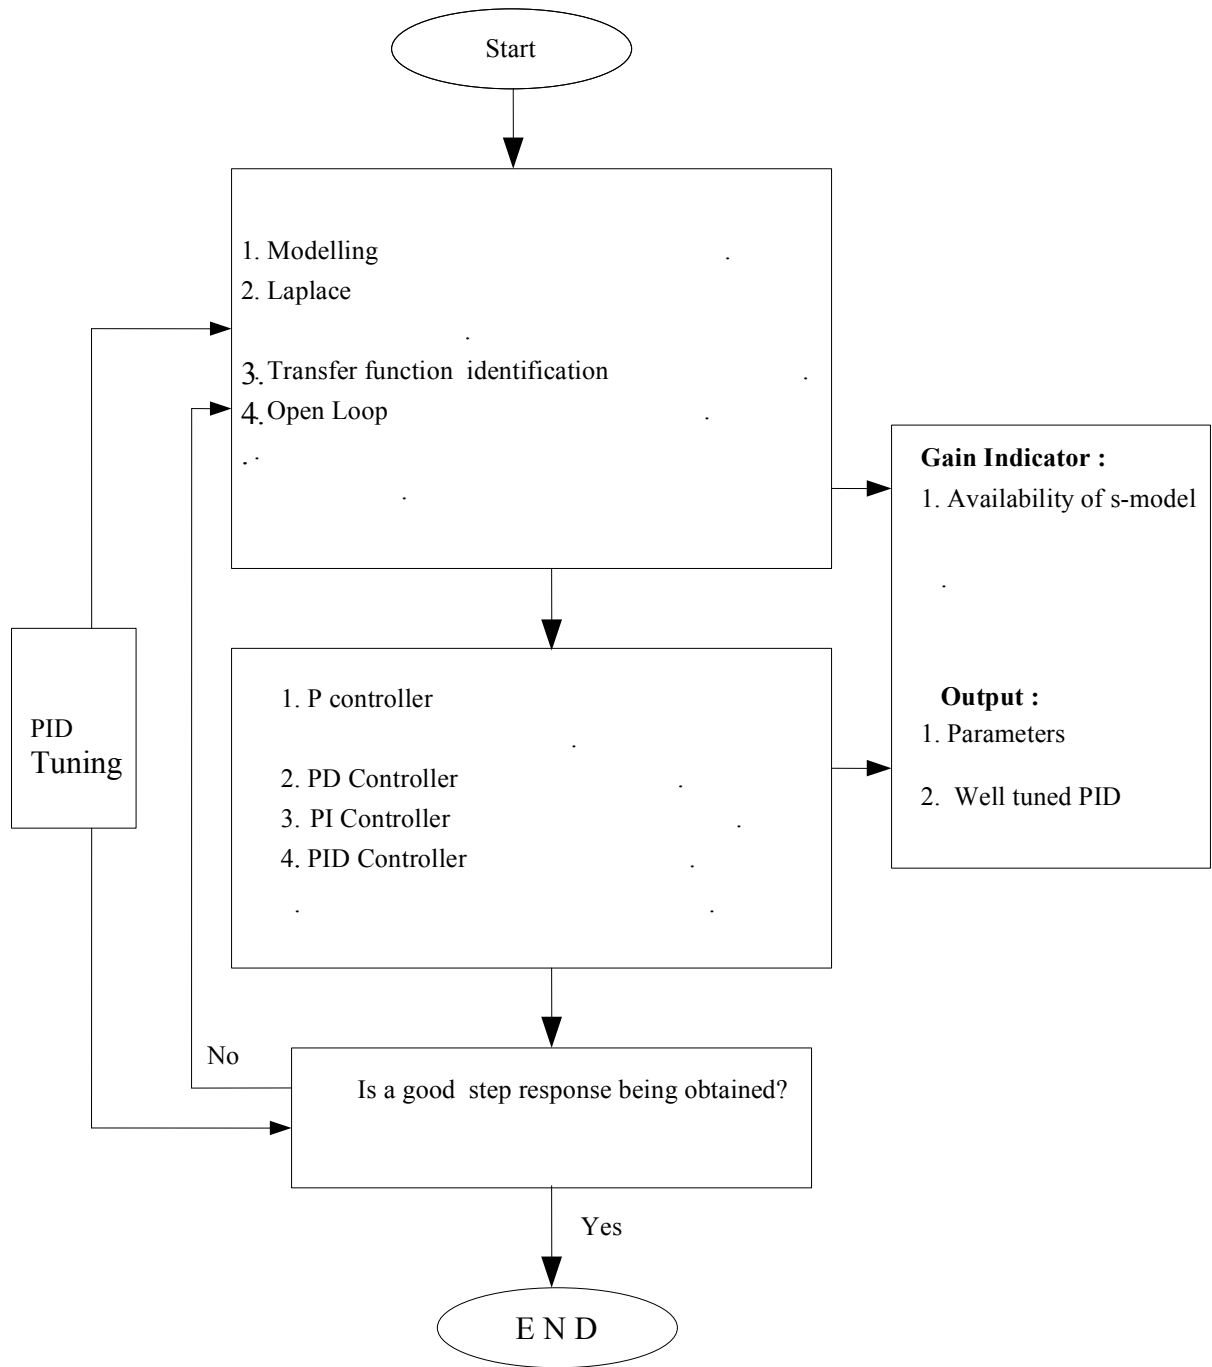 Start
1. Modelling
2. Laplace
3. Transfer function identification
4. Open Loop
Gain Indicator :
1. Availability of s-model
Output :
1. Parameters
2. Well tuned PID
PID
Tuning
1. P controller
2. PD Controller
3. PI Controller
4. PID Controller
No
Is a good step response being obtained?
Yes
E N D